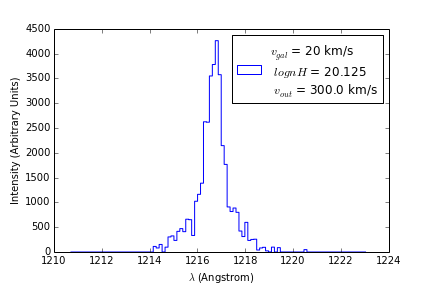 4500
4000
3500
3000
2500
2000
1500
1000
500
0
Intensity (Arbitrary Units)
v_gal = 20 km/s
lognH = 20.125
v_out = 300.0 km/s
1210 1212 1214 1216 1218 1220 1222 1224
λ (Angstrom)